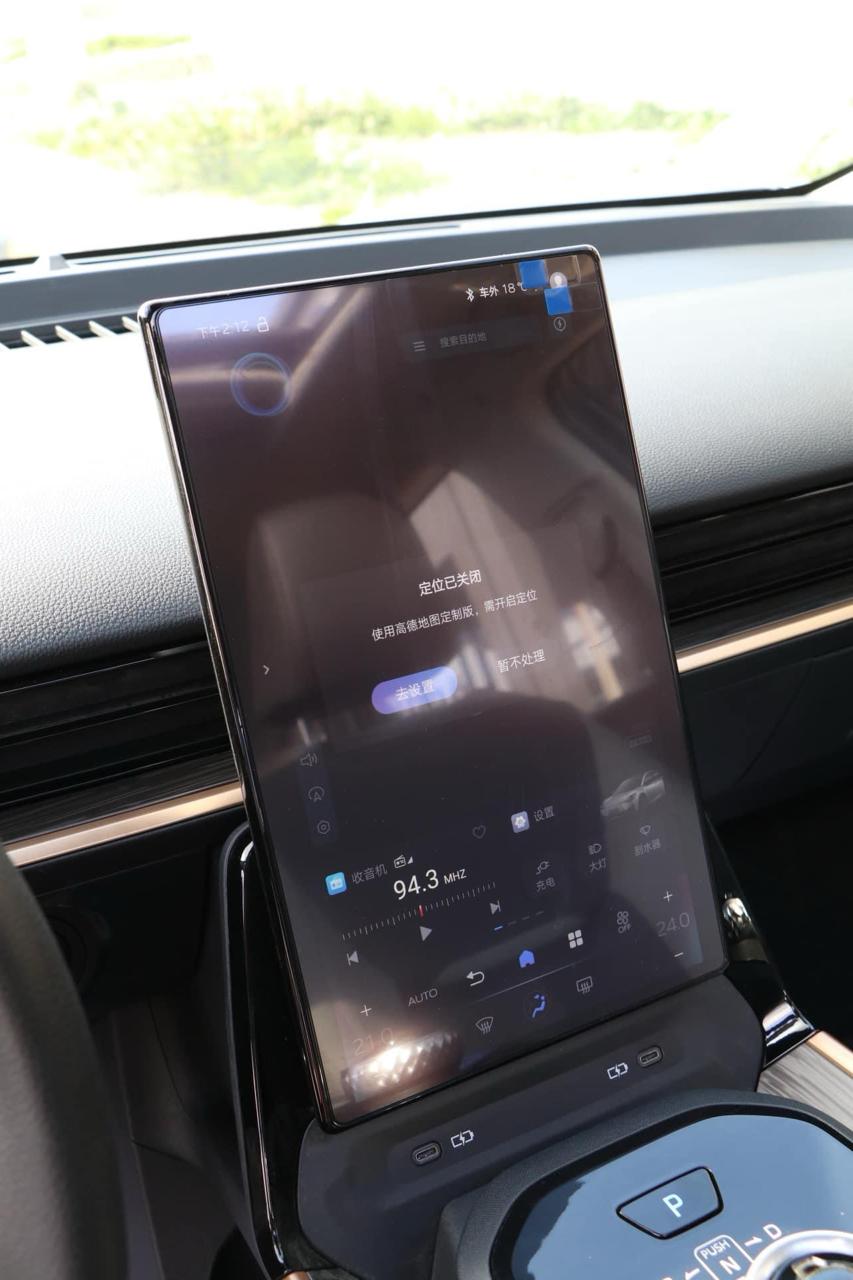 下午2:12
车外 18℃
搜索目的地
定位已关闭
使用高德地图定制版，需开启定位
去设置
暂不处理
收音机
设置
94.3 MHZ
充电
大灯
刮水器
AUTO
OFF
+
24.0
−
+
21.0
P
PUSH
N
D